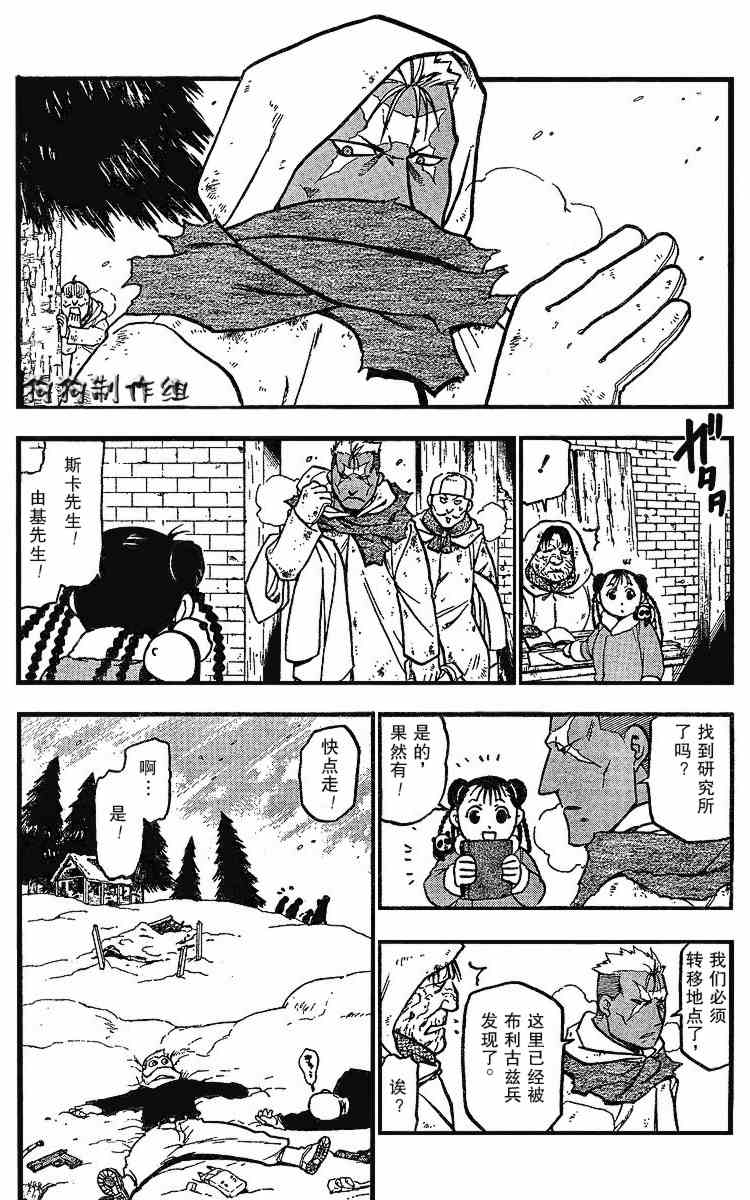 狗狗制作组
ガタタ
!
斯卡先生!
由基先生!
找到研究所
了吗?
是的,
果然有!
我们必须
转移地点了,
这里已经被
布利古兹兵
发现了。
诶?
快点走!
啊…
是!